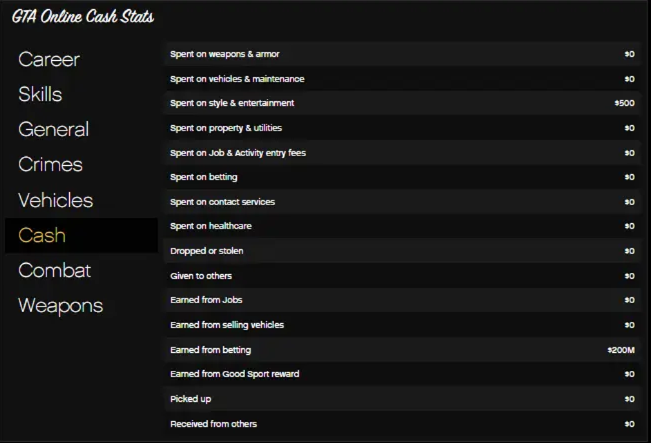 GTA Online Cash Stats
Career
Skills
General
Crimes
Vehicles
Cash
Combat
Weapons
Spent on weapons & armor $0
Spent on vehicles & maintenance $0
Spent on style & entertainment $500
Spent on property & utilities $0
Spent on Job & Activity entry fees $0
Spent on betting $0
Spent on contact services $0
Spent on healthcare $0
Dropped or stolen $0
Given to others $0
Earned from Jobs $0
Earned from selling vehicles $0
Earned from betting $200M
Earned from Good Sport reward $0
Picked up $0
Received from others $0